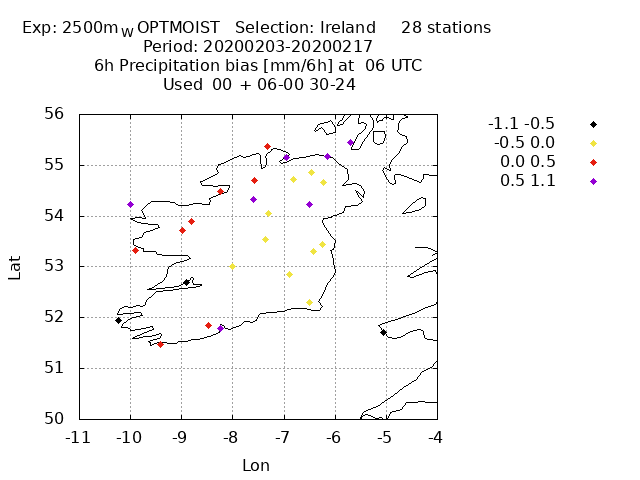 Exp: 2500m W OPTMOIST Selection: Ireland 28 stations
Period: 20200203-20200217
6h Precipitation bias [mm/6h] at 06 UTC
Used 00 + 06-00 30-24
-1.1 -0.5
-0.5 0.0
0.0 0.5
0.5 1.1
56
55
54
53
52
51
50
Lat
-11 -10 -9 -8 -7 -6 -5 -4
Lon